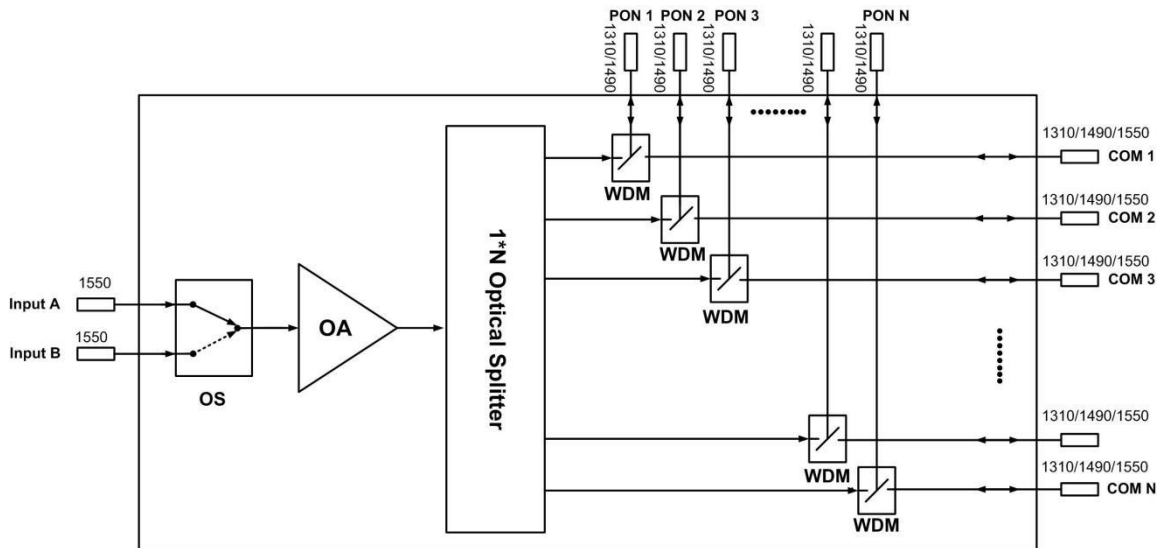 PON 1
PON 2
PON 3
PON N
1310/1490
1310/1490
1310/1490
1310/1490
1310/1490
1310/1490/1550
COM 1
WDM
1310/1490/1550
COM 2
WDM
1310/1490/1550
COM 3
WDM
1*N Optical Splitter
1550
Input A
1550
Input B
OA
OS
1310/1490/1550
WDM
1310/1490/1550
COM N
WDM